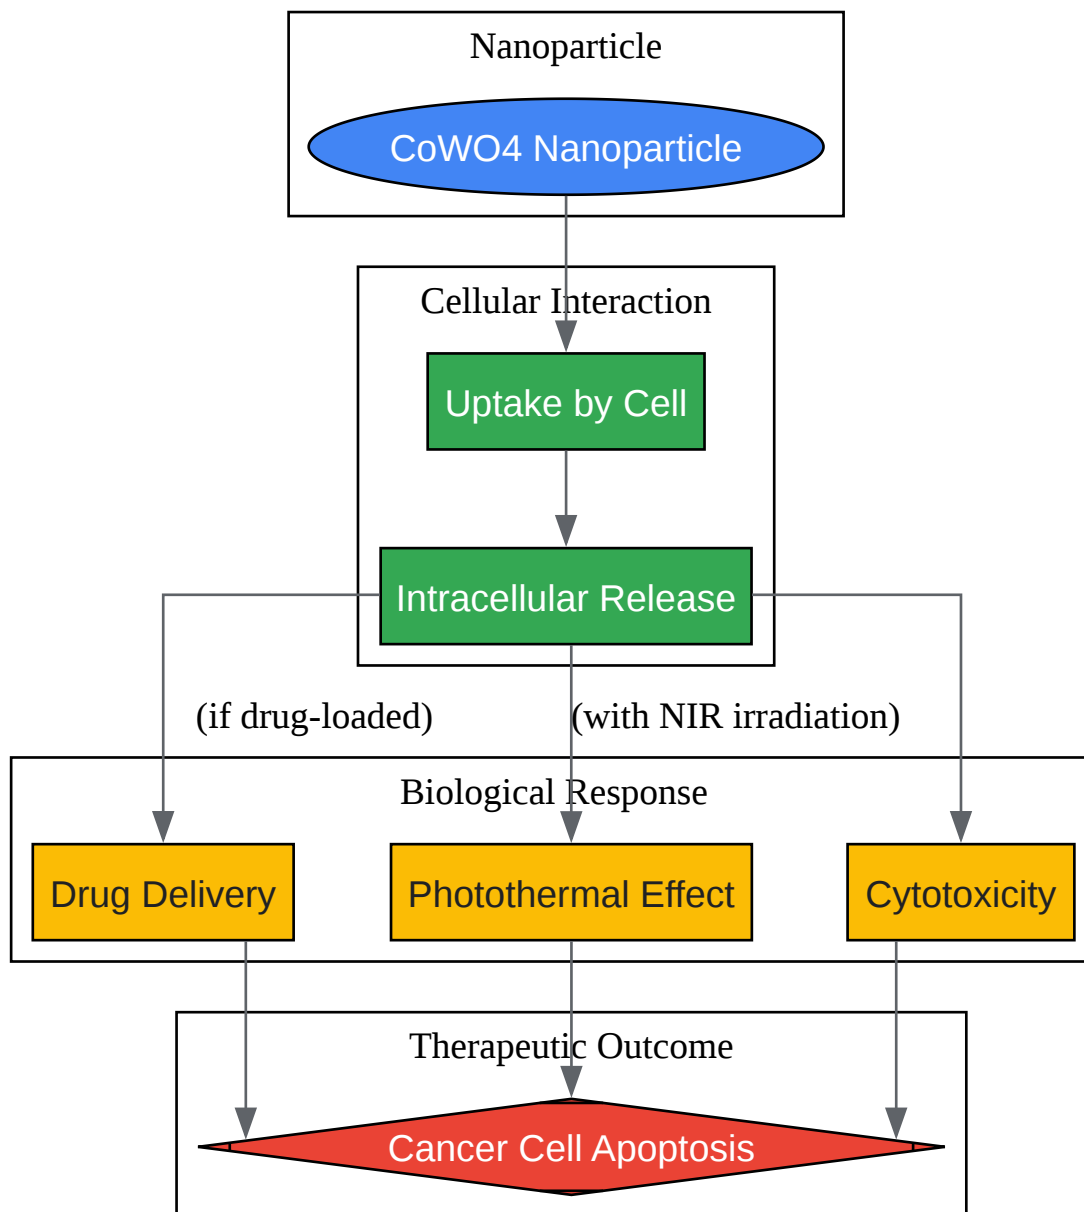 Nanoparticle
CoWO4 Nanoparticle
Cellular Interaction
Uptake by Cell
Intracellular Release
(if drug-loaded)
(with NIR irradiation)
Biological Response
Drug Delivery
Photothermal Effect
Cytotoxicity
Therapeutic Outcome
Cancer Cell Apoptosis